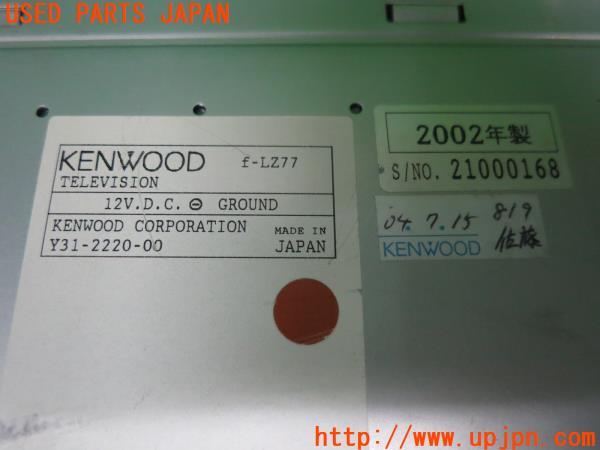 USED PARTS JAPAN
KENWOOD f-LZ77
TELEVISION
12V.D.C. ⊖ GROUND
KENWOOD CORPORATION
Y31-2220-00
MADE IN
JAPAN
2002年製
S/NO. 21000168
04.7.15 819
KENWOOD 佐藤
http://www.upjpn.com/